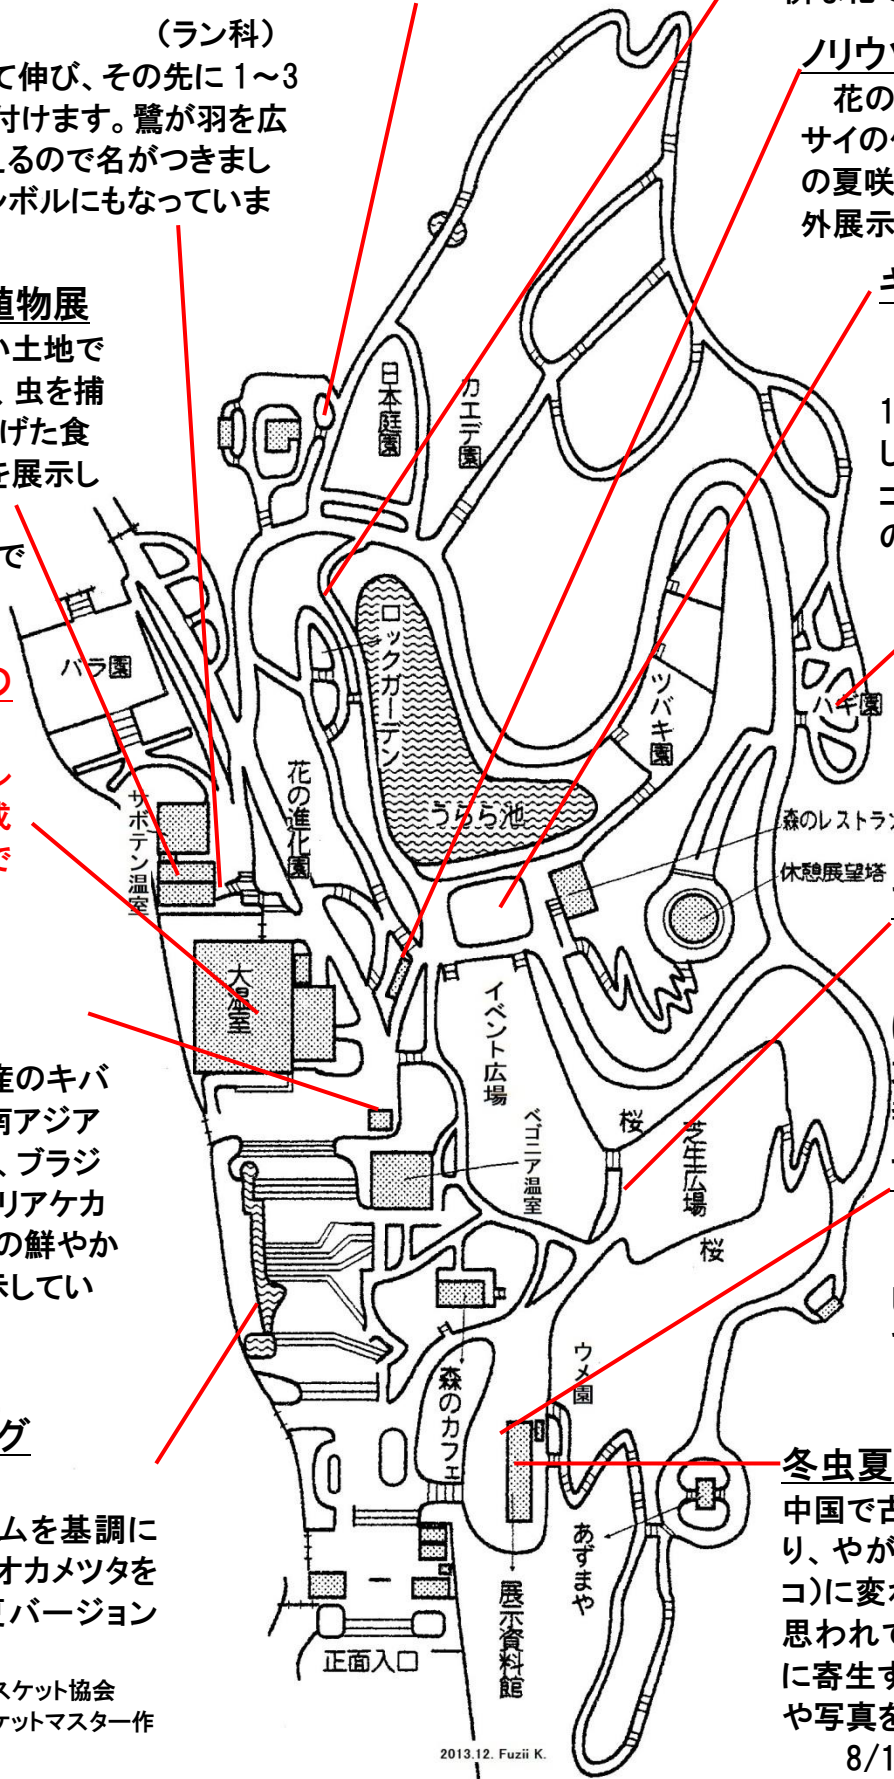 （ラン科）
て伸び、その先に 1～3
付けます。鷺が羽を広
えるので名がつきまし
ンボルにもなっていま
植物展
い土地で
、虫を捕
げた食
を展示し
で
バラ園
サボテン温室
大温室
花の進化園
ロックガーデン
うらら池
日本庭園
カエデ園
ツバキ園
ハギ園
森のレストラン
休憩展望塔
イベント広場
ベゴニア温室
桜
芝生広場
桜
ウメ園
森のカフェ
あずまや
展示資料館
正面入口
2013.12. Fuzii K.
産のキバ
南アジア
、ブラジ
リアケカ
の鮮やか
示してい
グ
ムを基調に
オカメツタを
夏バージョン
スケット協会
ケットマスター作
ノリウツ
花の
サイの
の夏咲
外展示
冬虫夏
中国で古
り、やが
コ）に変わ
思われて
に寄生す
や写真を
8/1